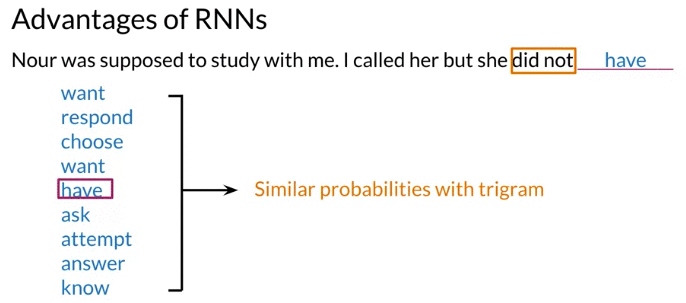 Advantages of RNNs
Nour was supposed to study with me. I called her but she did not have
want
respond
choose
want
have
ask
attempt
answer
know
Similar probabilities with trigram